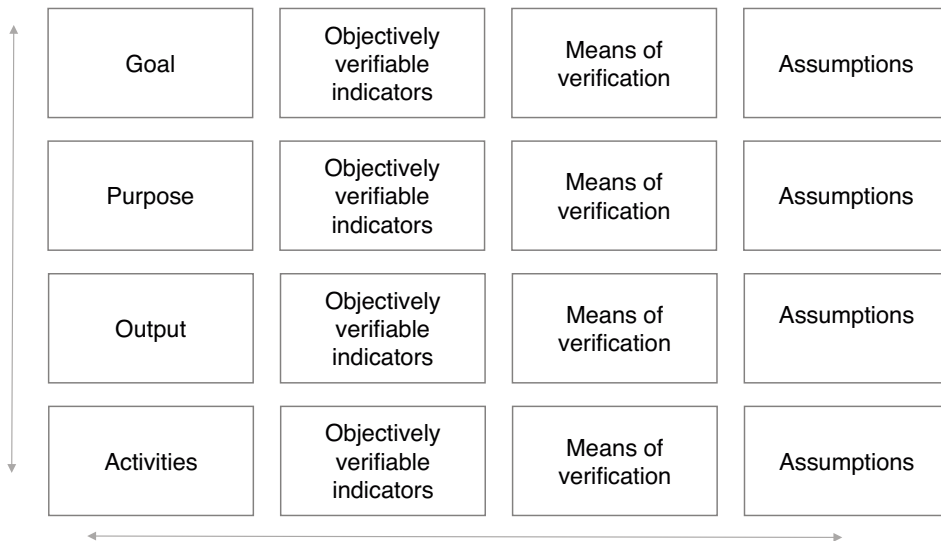 Goal
Objectively
verifiable
indicators
Means of
verification
Assumptions
Purpose
Objectively
verifiable
indicators
Means of
verification
Assumptions
Output
Objectively
verifiable
indicators
Means of
verification
Assumptions
Activities
Objectively
verifiable
indicators
Means of
verification
Assumptions